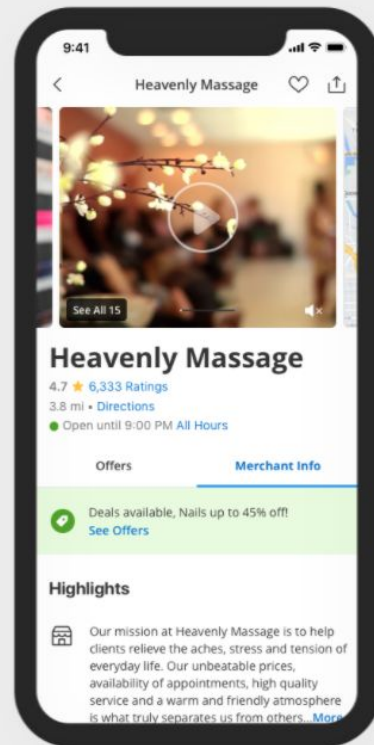 9:41
Heavenly Massage
See All 15
Heavenly Massage
4.7 ★ 6,333 Ratings
3.8 mi • Directions
Open until 9:00 PM All Hours
Offers Merchant Info
Deals available, Nails up to 45% off!
See Offers
Highlights
Our mission at Heavenly Massage is to help
clients relieve the aches, stress and tension of
everyday life. Our unbeatable prices,
availability of appointments, high quality
service and a warm and friendly atmosphere
is what truly separates us from others...More